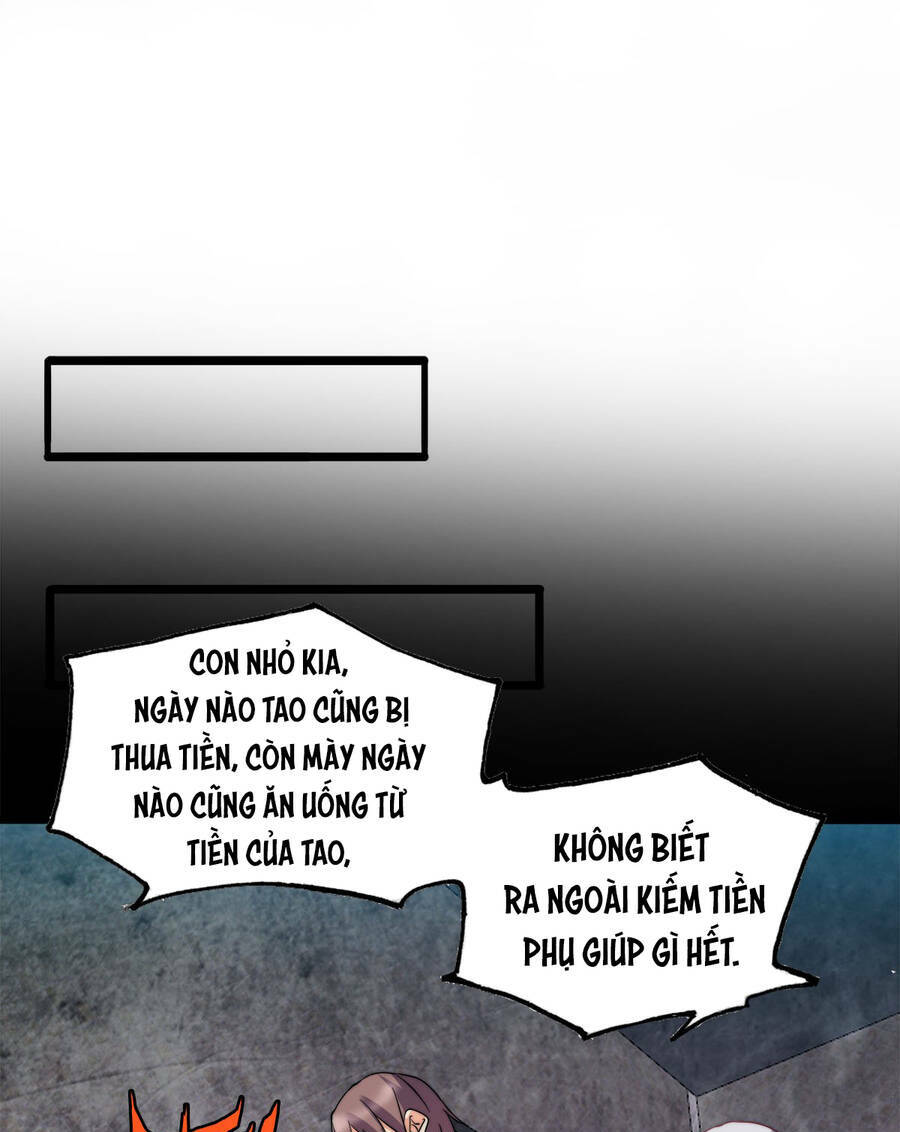 CON NHỎ KIA,
NGÀY NÀO TAO CŨNG BỊ
THUA TIỀN, CÒN MÀY NGÀY
NÀO CŨNG ĂN UỐNG TỪ
TIỀN CỦA TAO,
KHÔNG BIẾT
RA NGOÀI KIẾM TIỀN
PHỤ GIÚP GÌ HẾT.